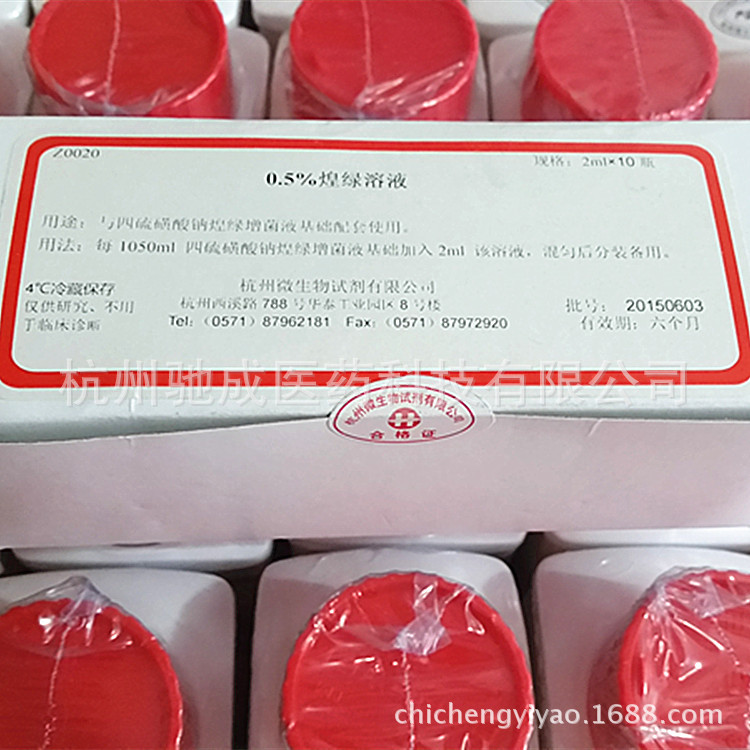 Z0020
规格：2ml×10瓶
0.5%煌绿溶液
用途：与四硫磺酸钠煌绿增菌液基础配套使用。
用法：每1050ml 四硫磺酸钠煌绿增菌液基础加入2ml 该溶液，混匀后分装备用。
4℃冷藏保存
仅供研究、不用
于临床诊断
杭州微生物试剂有限公司
杭州西溪路788号华泰工业园区8号楼
Tel：(0571) 87962181 Fax：(0571) 87972920
批号：20150603
有效期：六个月
杭州驰成医药科技有限公司
杭州微生物试剂有限公司
合格证
chichengyiyao.1688.com